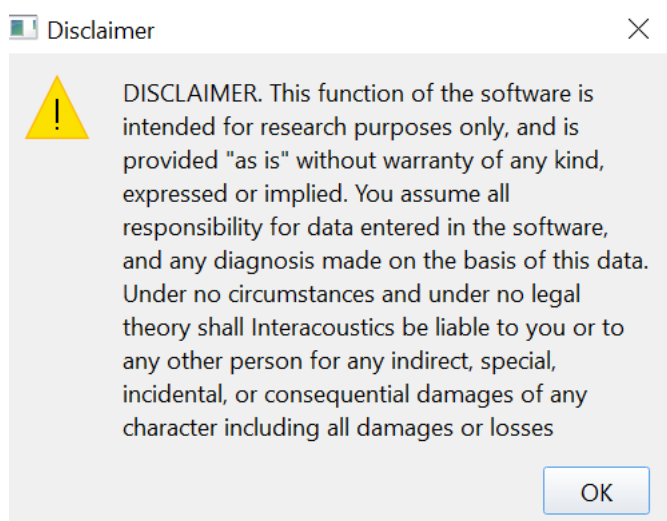 Disclaimer
DISCLAIMER. This function of the software is
intended for research purposes only, and is
provided "as is" without warranty of any kind,
expressed or implied. You assume all
responsibility for data entered in the software,
and any diagnosis made on the basis of this data.
Under no circumstances and under no legal
theory shall Interacoustics be liable to you or to
any other person for any indirect, special,
incidental, or consequential damages of any
character including all damages or losses
OK